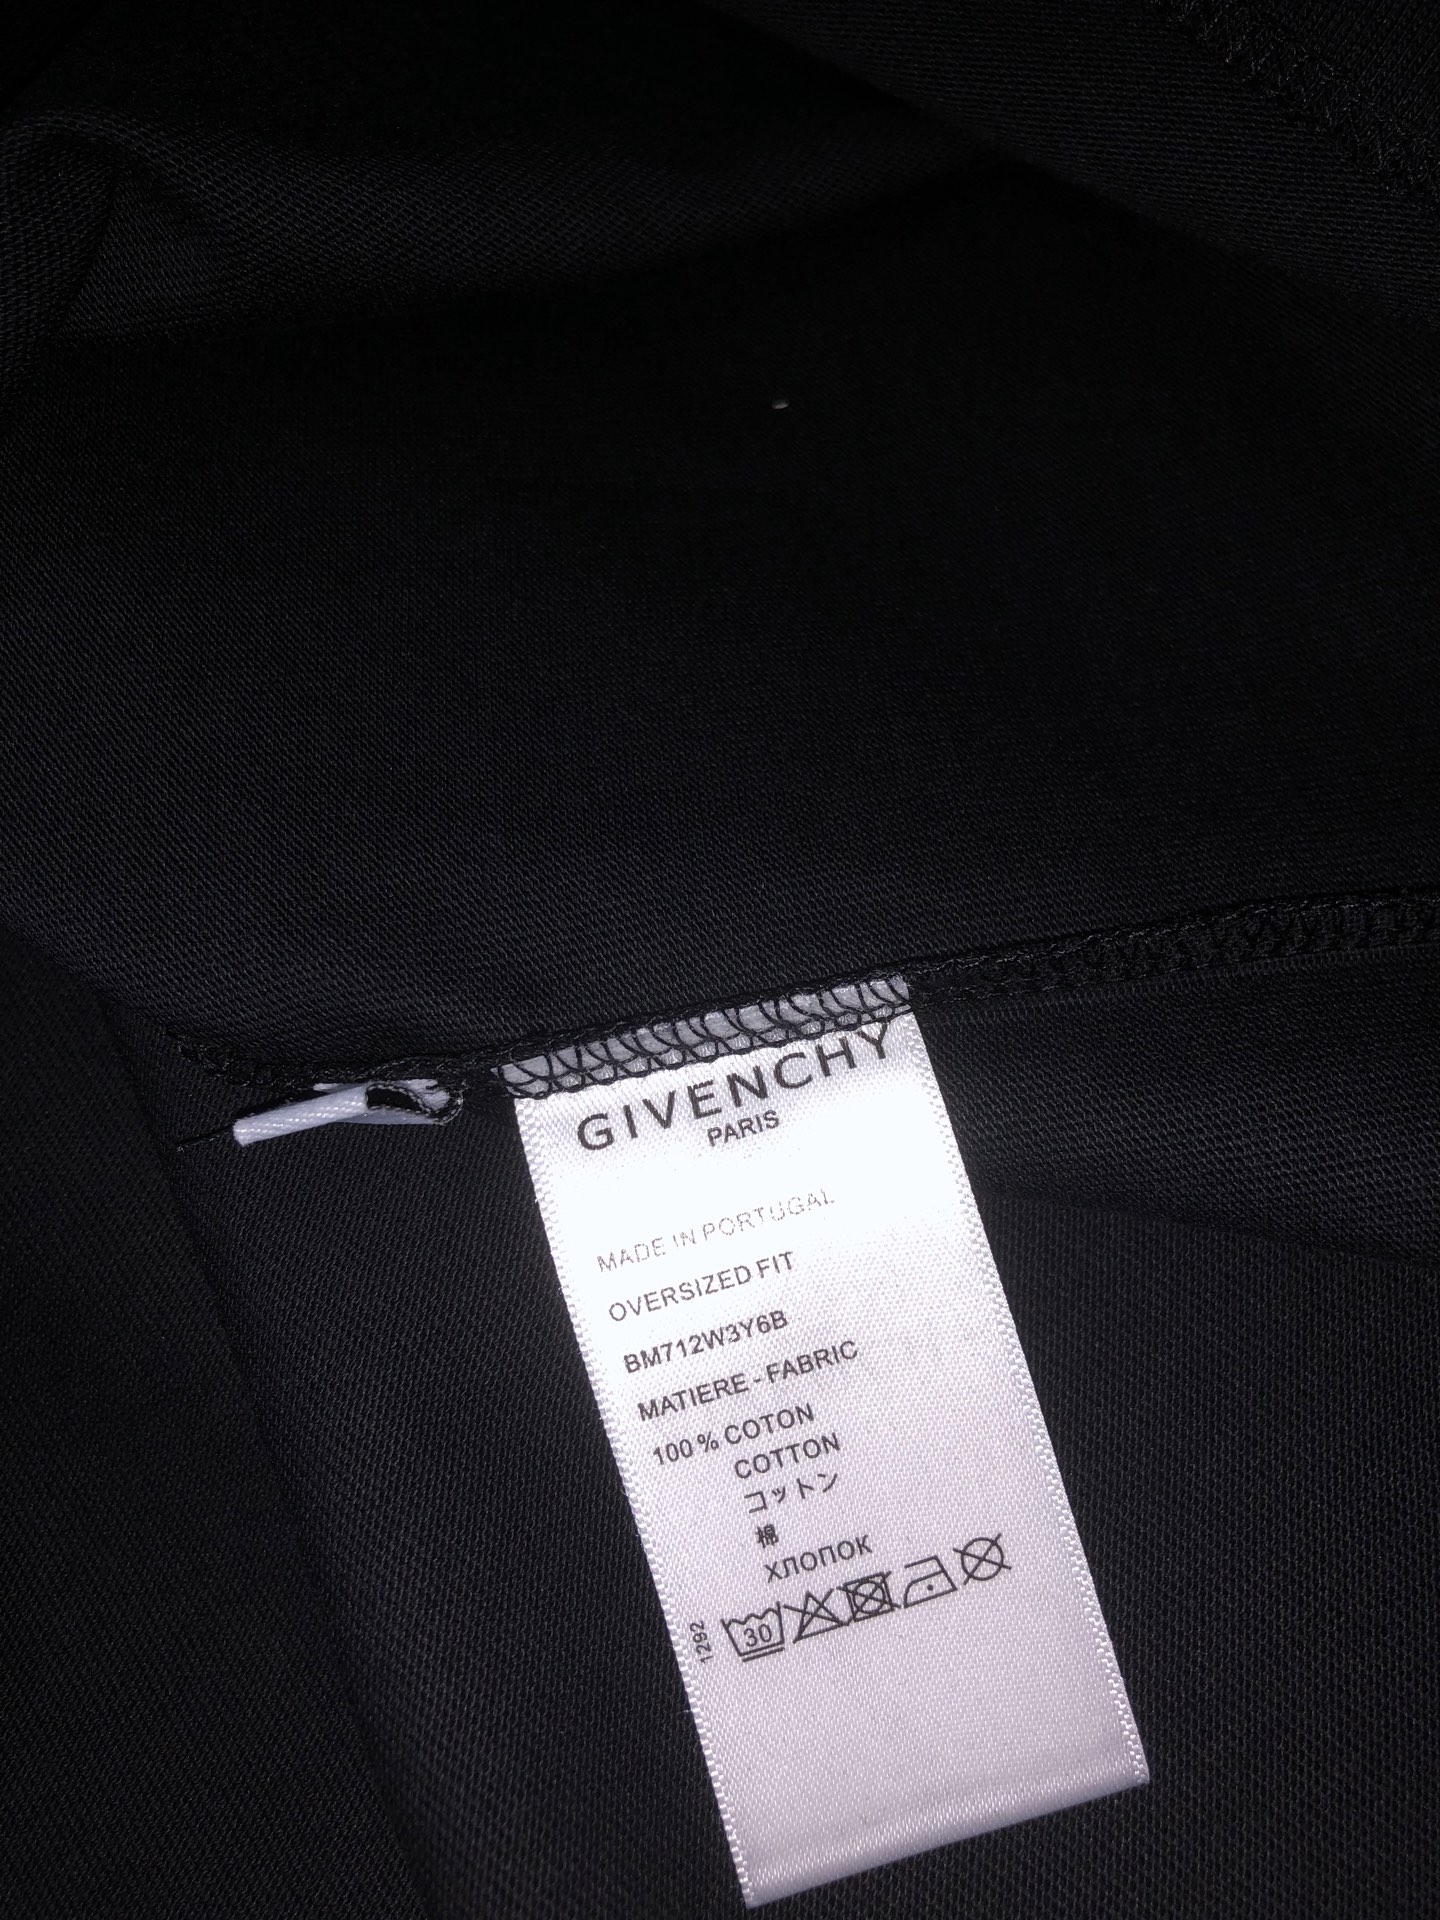 GIVENCHY
PARIS
MADE IN PORTUGAL
OVERSIZED FIT
BM712W3Y6B
MATIERE - FABRIC
100 % COTON
COTTON
コットン
棉
ХЛОПОК
1292
30